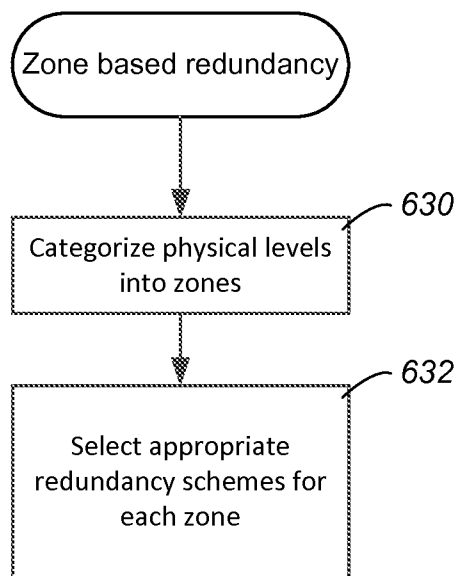 Zone based redundancy
630
Categorize physical levels
into zones
632
Select appropriate
redundancy schemes for
each zone